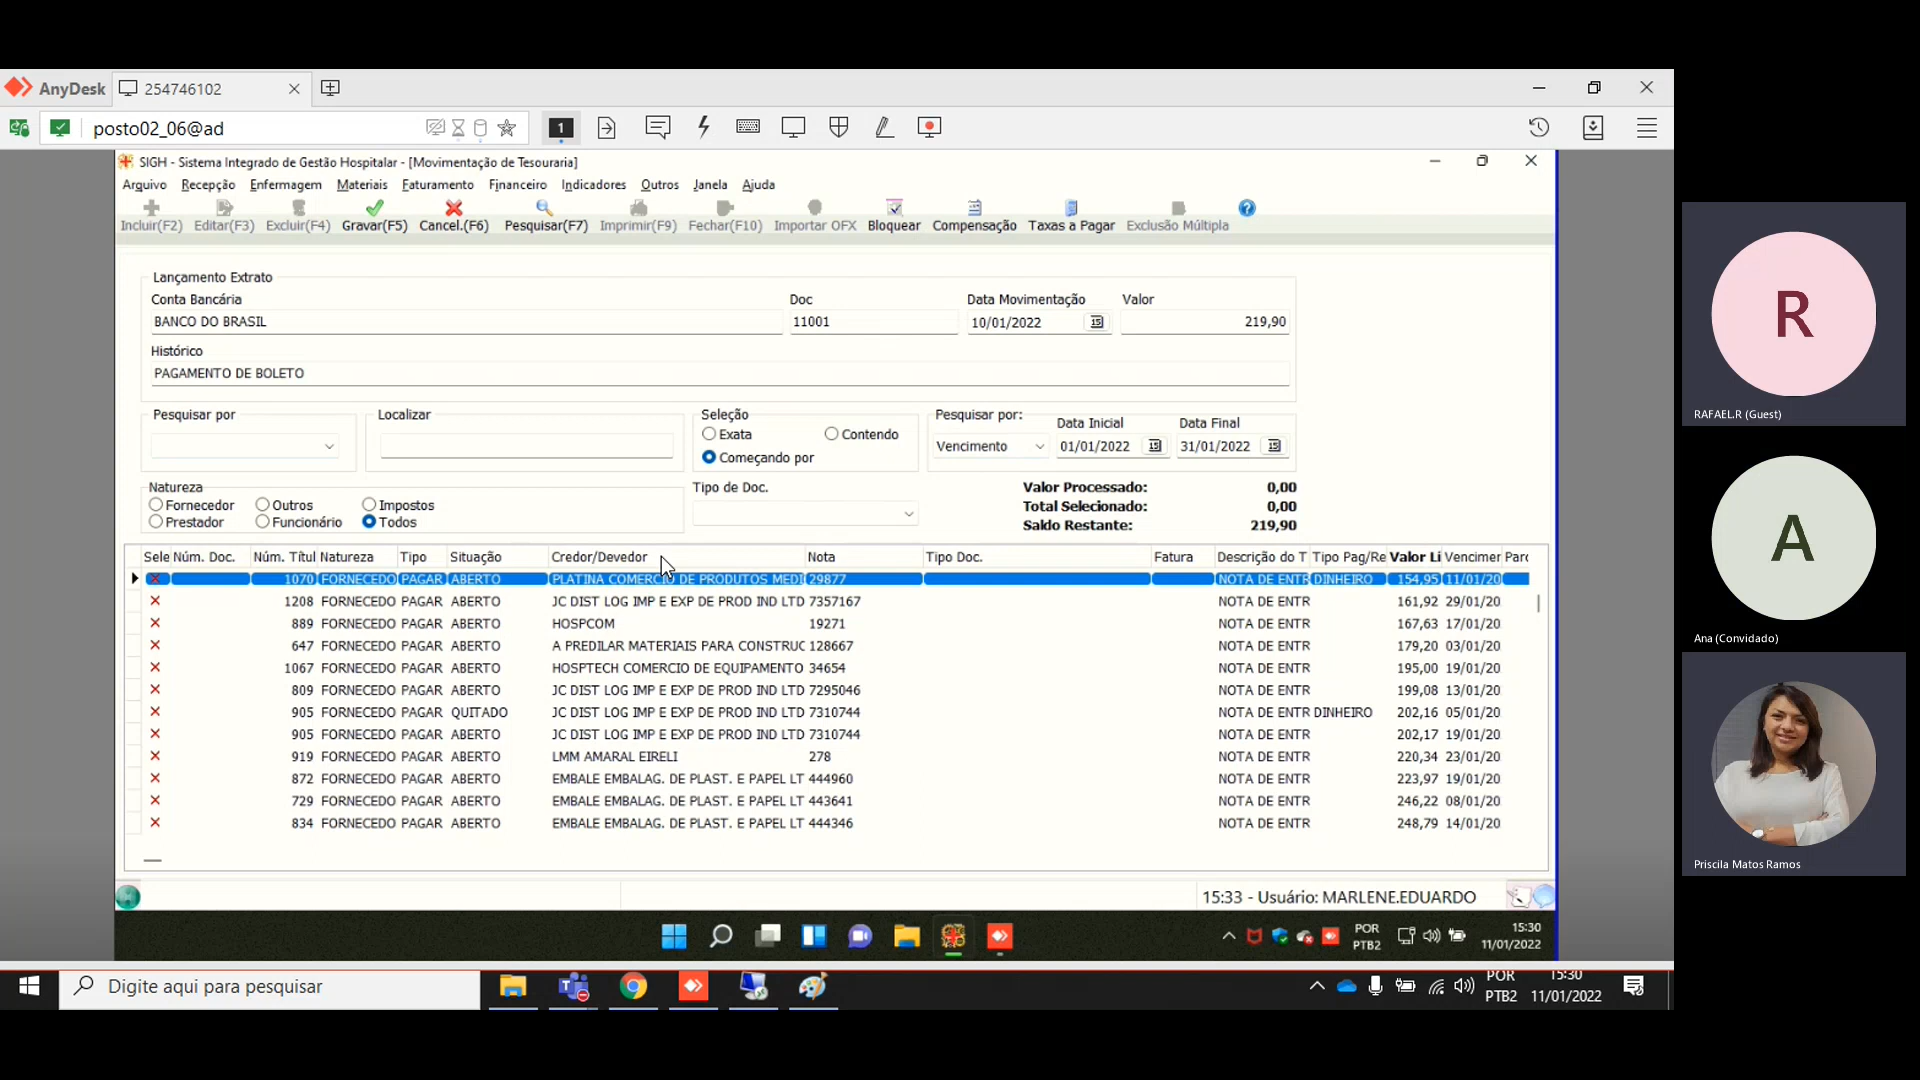 AnyDesk 254746102
posto02_06@ad 1
SIGH - Sistema Integrado de Gestão Hospitalar - [Movimentação de Tesouraria]
Arquivo Recepção Enfermagem Materiais Faturamento Financeiro Indicadores Outros Janela Ajuda
Incluir(F2) Editar(F3) Excluir(F4) Gravar(F5) Cancel.(F6) Pesquisar(F7) Imprimir(F9) Fechar(F10) Importar OFX Bloquear Compensação Taxas a Pagar Exclusão Múltipla
Lançamento Extrato
Conta Bancária Doc Data Movimentação Valor
BANCO DO BRASIL 11001 10/01/2022 15 219,90
Histórico
PAGAMENTO DE BOLETO
Pesquisar por Localizar Seleção Pesquisar por: Data Inicial Data Final
Exata Contendo
Vencimento 01/01/2022 15 31/01/2022 15
Começando por
Natureza Tipo de Doc. Valor Processado: 0,00
Fornecedor Outros Impostos Total Selecionado: 0,00
Prestador Funcionário Todos Saldo Restante: 219,90
Sele Núm. Doc. Núm. Títul Natureza Tipo Situação Credor/Devedor Nota Tipo Doc. Fatura Descrição do T Tipo Pag/Re Valor Lí Vencimer Parc
1070 FORNECEDO PAGAR ABERTO PLATINA COMERCIO DE PRODUTOS MEDI 29877 NOTA DE ENTR DINHEIRO 154,95 11/01/20
1208 FORNECEDO PAGAR ABERTO JC DIST LOG IMP E EXP DE PROD IND LTD 7357167 NOTA DE ENTR 161,92 29/01/20
889 FORNECEDO PAGAR ABERTO HOSPCOM 19271 NOTA DE ENTR 167,63 17/01/20
647 FORNECEDO PAGAR ABERTO A PREDILAR MATERIAIS PARA CONSTRUC 128667 NOTA DE ENTR 179,20 03/01/20
1067 FORNECEDO PAGAR ABERTO HOSPTECH COMERCIO DE EQUIPAMENTO 34654 NOTA DE ENTR 195,00 19/01/20
809 FORNECEDO PAGAR ABERTO JC DIST LOG IMP E EXP DE PROD IND LTD 7295046 NOTA DE ENTR 199,08 13/01/20
905 FORNECEDO PAGAR QUITADO JC DIST LOG IMP E EXP DE PROD IND LTD 7310744 NOTA DE ENTR DINHEIRO 202,16 05/01/20
905 FORNECEDO PAGAR ABERTO JC DIST LOG IMP E EXP DE PROD IND LTD 7310744 NOTA DE ENTR 202,17 19/01/20
919 FORNECEDO PAGAR ABERTO LMM AMARAL EIRELI 278 NOTA DE ENTR 220,34 23/01/20
872 FORNECEDO PAGAR ABERTO EMBALE EMBALAG. DE PLAST. E PAPEL LT 444960 NOTA DE ENTR 223,97 19/01/20
729 FORNECEDO PAGAR ABERTO EMBALE EMBALAG. DE PLAST. E PAPEL LT 443641 NOTA DE ENTR 246,22 08/01/20
834 FORNECEDO PAGAR ABERTO EMBALE EMBALAG. DE PLAST. E PAPEL LT 444346 NOTA DE ENTR 248,79 14/01/20
15:33 - Usuário: MARLENE.EDUARDO
POR 15:30
PTB2 11/01/2022
Digite aqui para pesquisar
POR 15:30
PTB2 11/01/2022
R
RAFAEL.R (Guest)
A
Ana (Convidado)
Priscila Matos Ramos